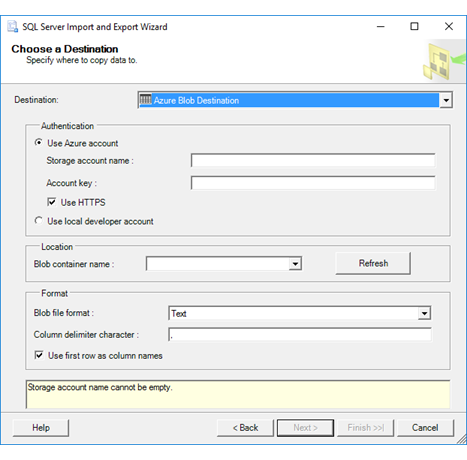 SQL Server Import and Export Wizard
Choose a Destination
Specify where to copy data to.
Destination: Azure Blob Destination
Authentication
Use Azure account
Storage account name :
Account key :
Use HTTPS
Use local developer account
Location
Blob container name : Refresh
Format
Blob file format : Text
Column delimiter character : ,
Use first row as column names
Storage account name cannot be empty.
Help < Back Next > Finish >>| Cancel